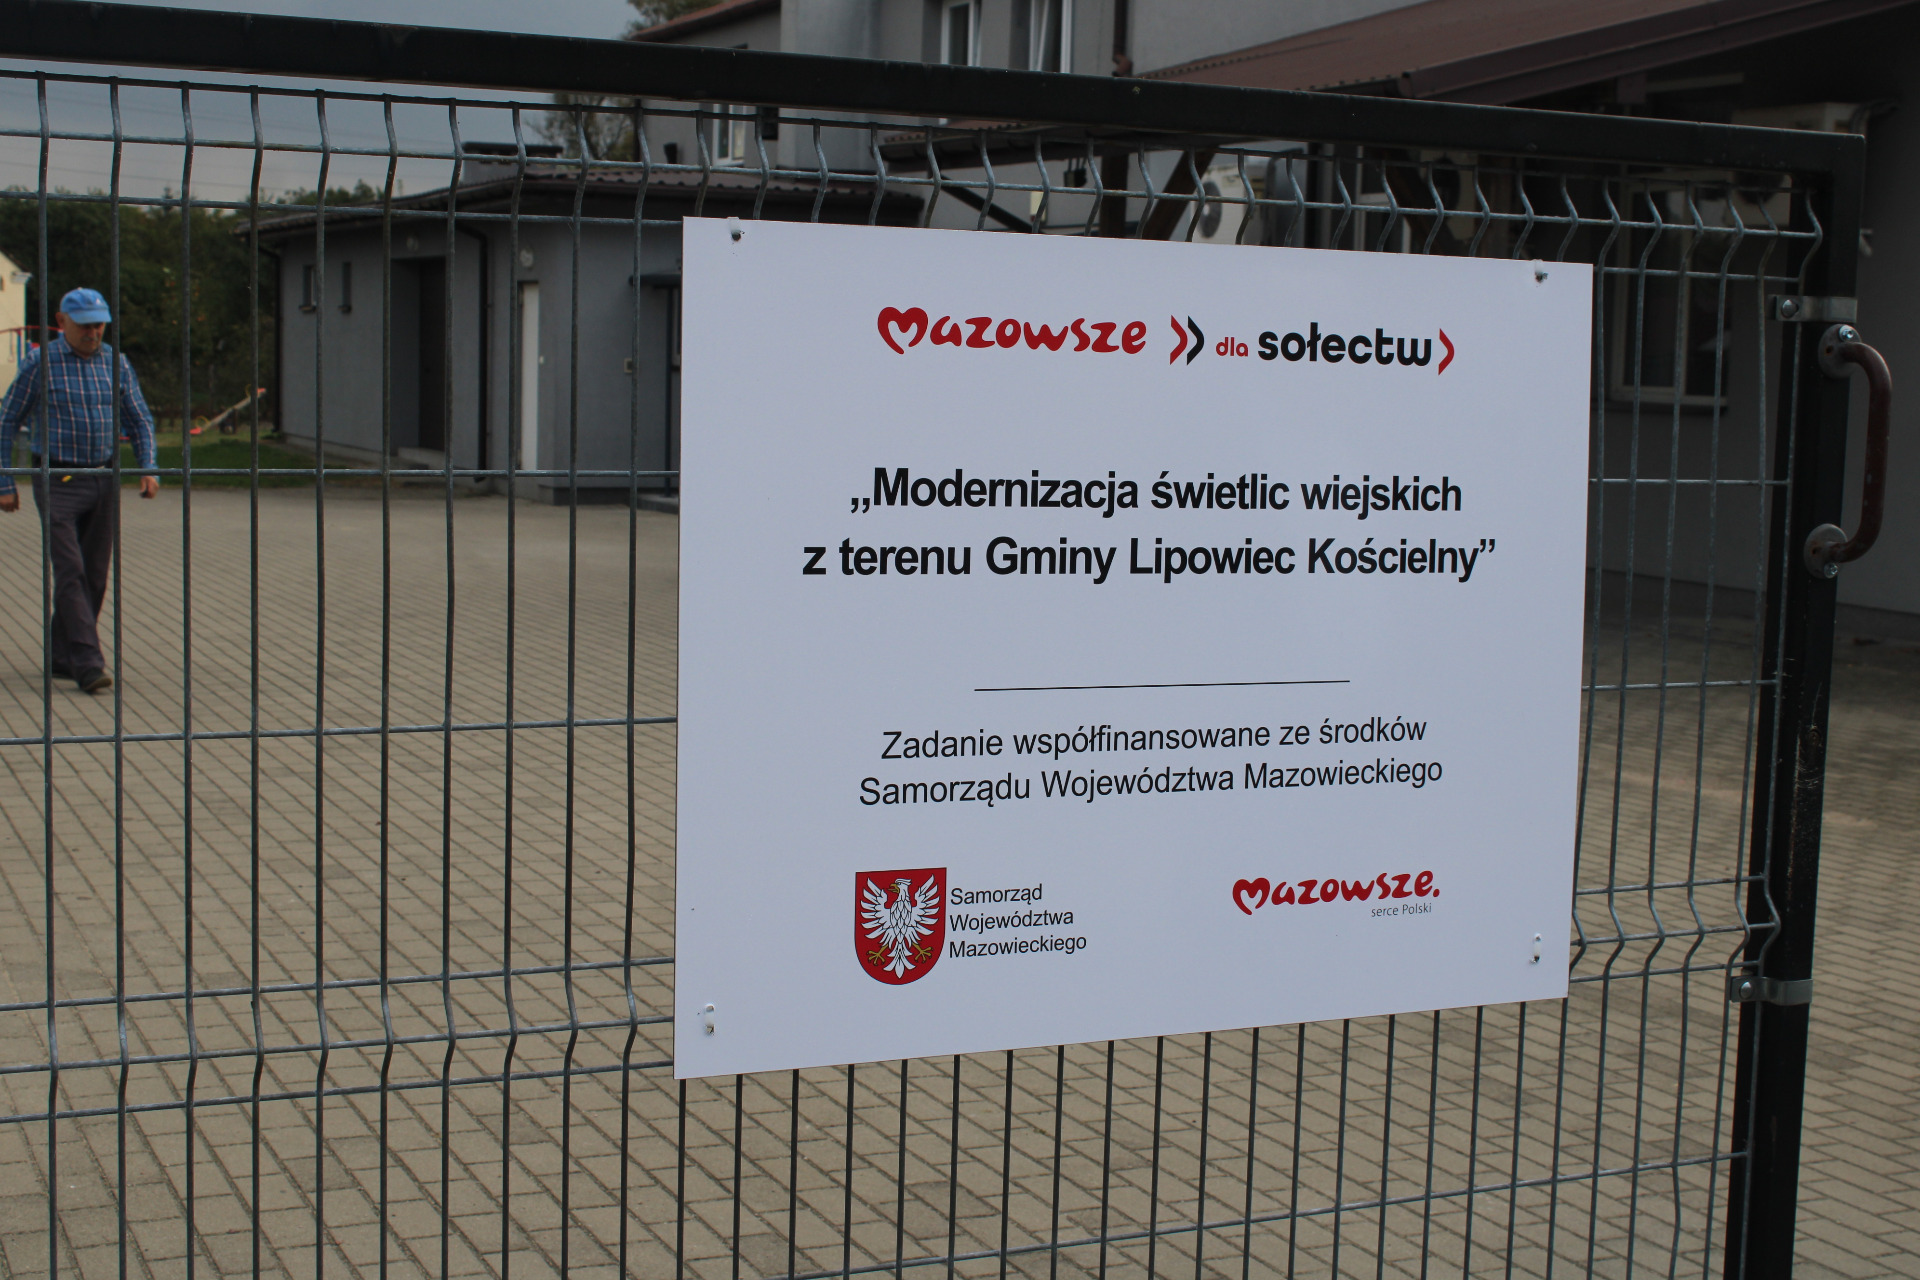 mazowsze dla sołectw
„Modernizacja świetlic wiejskich
z terenu Gminy Lipowiec Kościelny”
Zadanie współfinansowane ze środków
Samorządu Województwa Mazowieckiego
Samorząd
Województwa
Mazowieckiego
mazowsze.
serce Polski